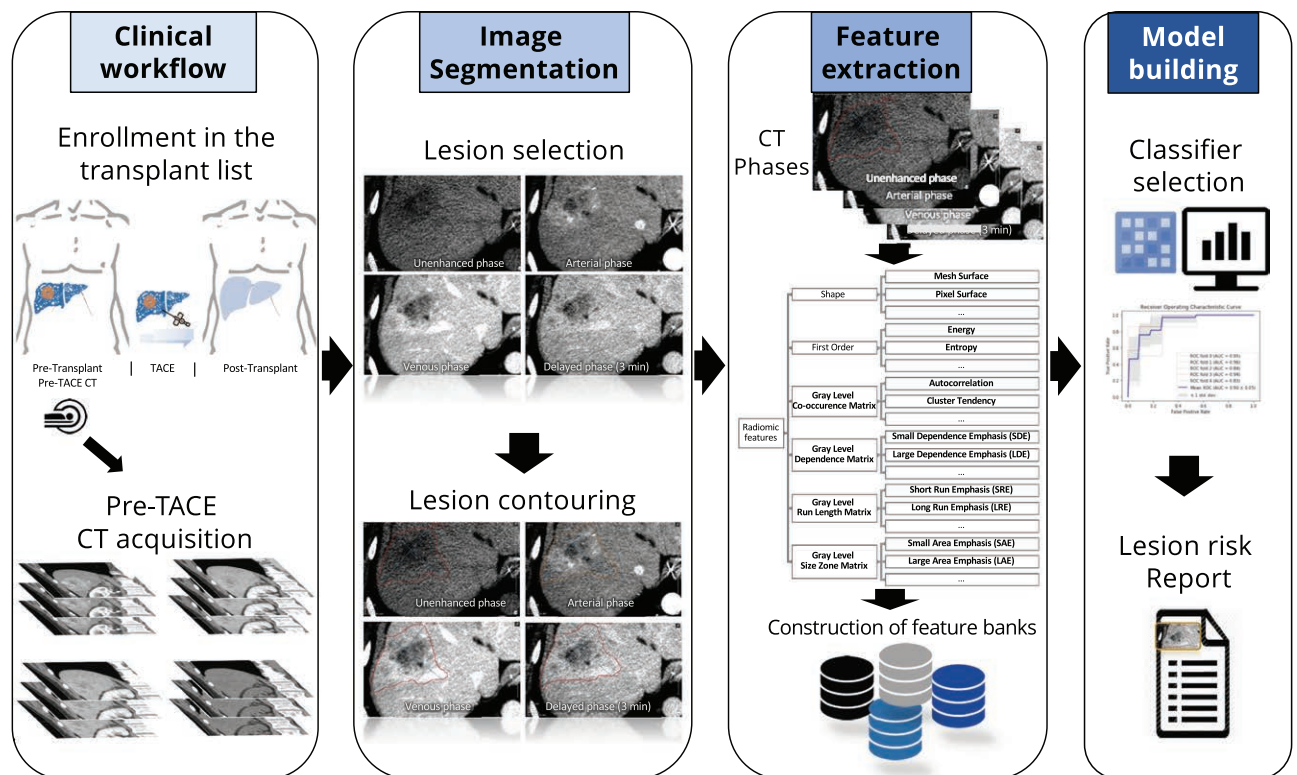 Clinical
workflow
Enrollment in the
transplant list
Pre-Transplant
Pre-TACE CT
|
TACE
|
Post-Transplant
Pre-TACE
CT acquisition
Image
Segmentation
Lesion selection
Unenhanced phase
Arterial phase
Venous phase
Delayed phase (3 min)
Lesion contouring
Unenhanced phase
Arterial phase
Venous phase
Delayed phase (3 min)
Feature
extraction
CT
Phases
Unenhanced phase
Arterial phase
Venous phase
Delayed phase (3 min)
Radiomic
features
Shape
Mesh Surface
Pixel Surface
...
First Order
Energy
Entropy
...
Gray Level
Co-occurence Matrix
Autocorrelation
Cluster Tendency
...
Gray Level
Dependence Matrix
Small Dependence Emphasis (SDE)
Large Dependence Emphasis (LDE)
...
Gray Level
Run Length Matrix
Short Run Emphasis (SRE)
Long Run Emphasis (LRE)
...
Gray Level
Size Zone Matrix
Small Area Emphasis (SAE)
Large Area Emphasis (LAE)
...
Construction of feature banks
Model
building
Classifier
selection
Receiver Operating Characteristic Curve
True Positive Rate
False Positive Rate
Lesion risk
Report